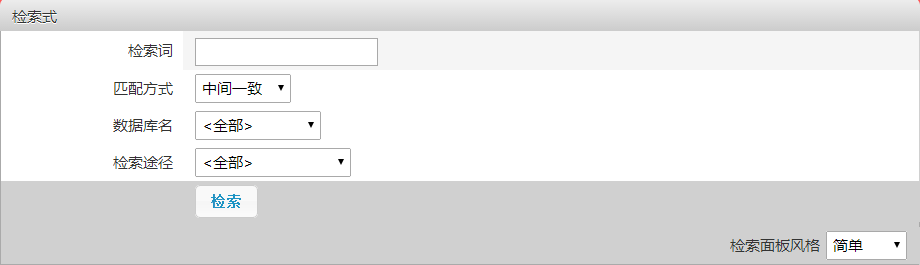 检索式
检索词
匹配方式 中间一致
数据库名 <全部>
检索途径 <全部>
检索
检索面板风格 简单